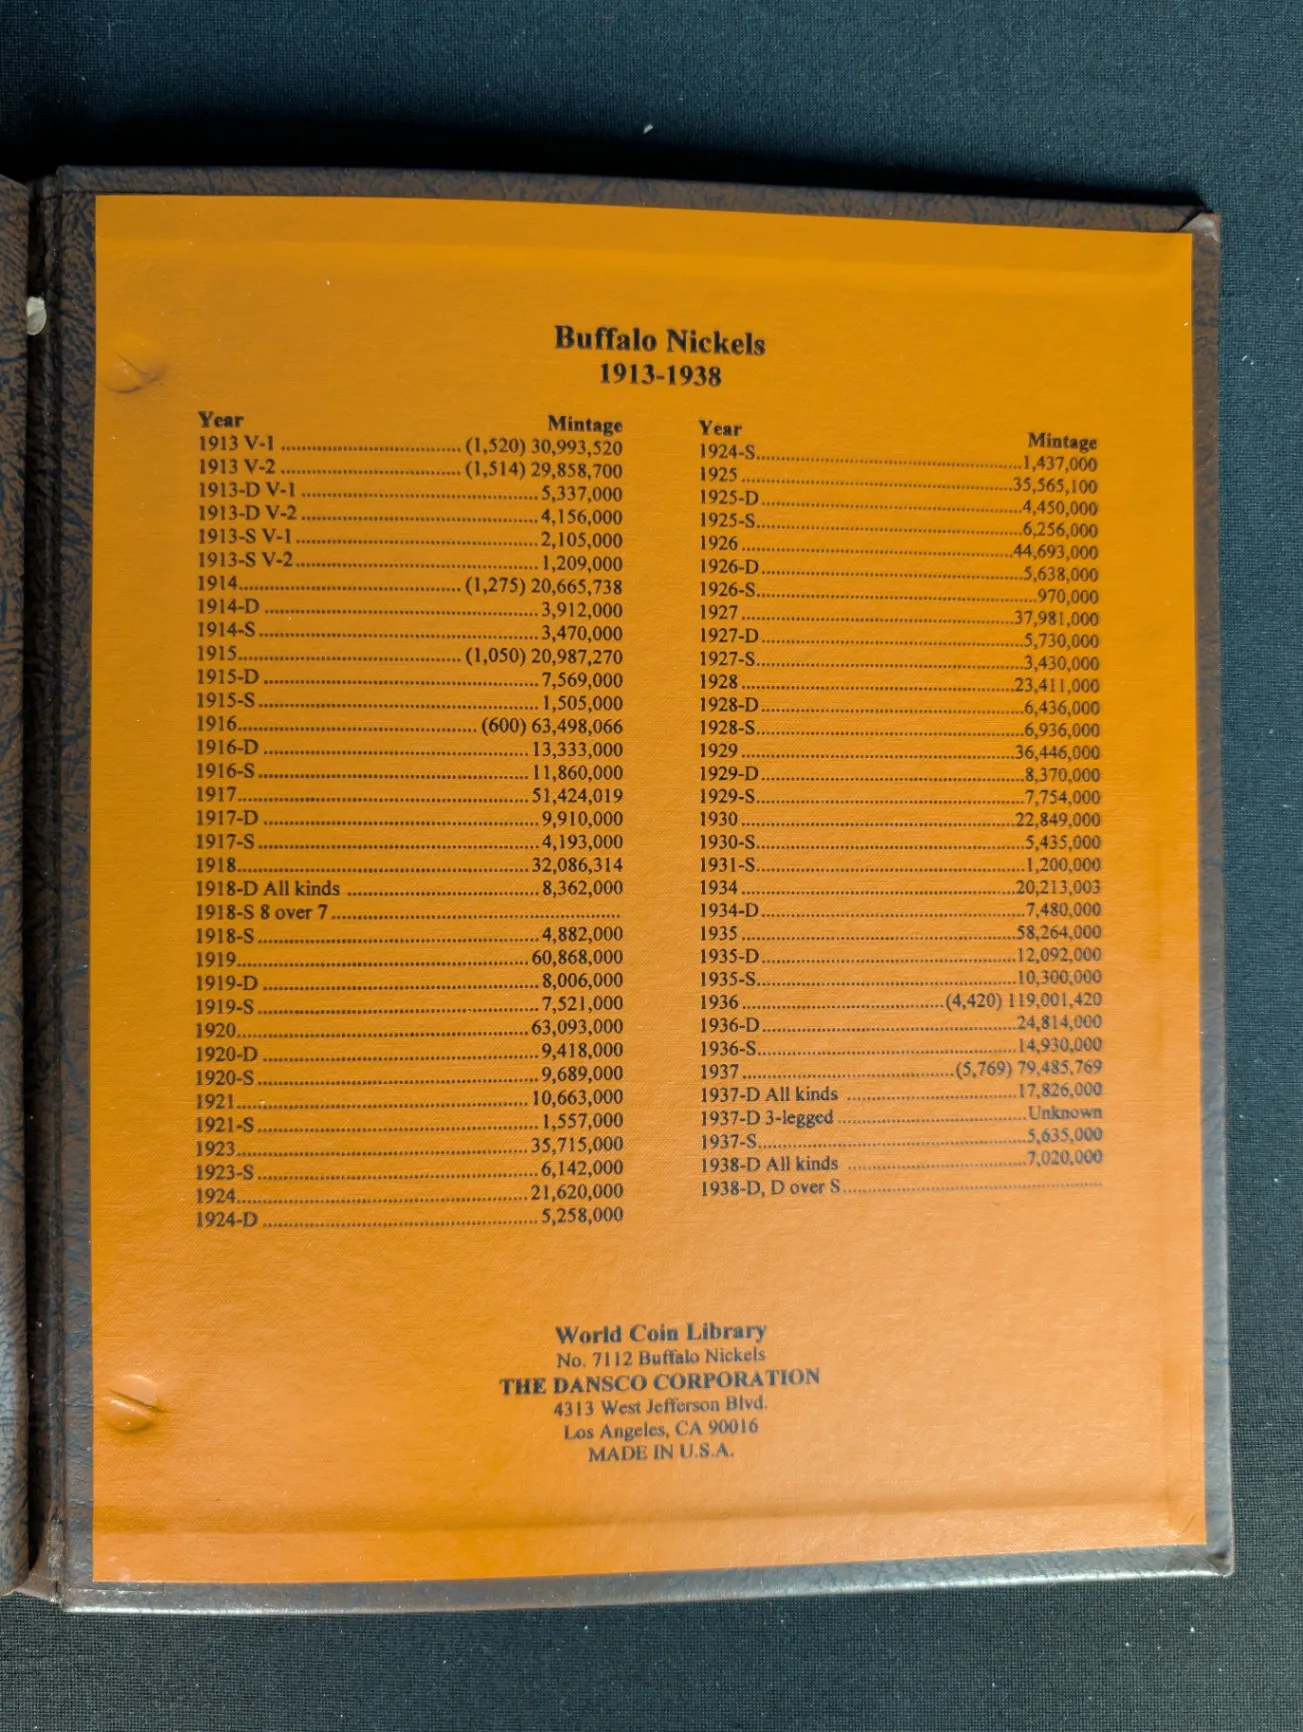 Buffalo Nickels
1913-1938
Year Mintage
1913 V-1 (1,520) 30,993,520
1913 V-2 (1,514) 29,858,700
1913-D V-1 5,337,000
1913-D V-2 4,156,000
1913-S V-1 2,105,000
1913-S V-2 1,209,000
1914 (1,275) 20,665,738
1914-D 3,912,000
1914-S 3,470,000
1915 (1,050) 20,987,270
1915-D 7,569,000
1915-S 1,505,000
1916 (600) 63,498,066
1916-D 13,333,000
1916-S 11,860,000
1917 51,424,019
1917-D 9,910,000
1917-S 4,193,000
1918 32,086,314
1918-D All kinds 8,362,000
1918-S 8 over 7
1918-S 4,882,000
1919 60,868,000
1919-D 8,006,000
1919-S 7,521,000
1920 63,093,000
1920-D 9,418,000
1920-S 9,689,000
1921 10,663,000
1921-S 1,557,000
1923 35,715,000
1923-S 6,142,000
1924 21,620,000
1924-D 5,258,000
Year Mintage
1924-S 1,437,000
1925 35,565,100
1925-D 4,450,000
1925-S 6,256,000
1926 44,693,000
1926-D 5,638,000
1926-S 970,000
1927 37,981,000
1927-D 5,730,000
1927-S 3,430,000
1928 23,411,000
1928-D 6,436,000
1928-S 6,936,000
1929 36,446,000
1929-D 8,370,000
1929-S 7,754,000
1930 22,849,000
1930-S 5,435,000
1931-S 1,200,000
1934 20,213,003
1934-D 7,480,000
1935 58,264,000
1935-D 12,092,000
1935-S 10,300,000
1936 (4,420) 119,001,420
1936-D 24,814,000
1936-S 14,930,000
1937 (5,769) 79,485,769
1937-D All kinds 17,826,000
1937-D 3-legged Unknown
1937-S 5,635,000
1938-D All kinds 7,020,000
1938-D, D over S
World Coin Library
No. 7112 Buffalo Nickels
THE DANSCO CORPORATION
4313 West Jefferson Blvd.
Los Angeles, CA 90016
MADE IN U.S.A.